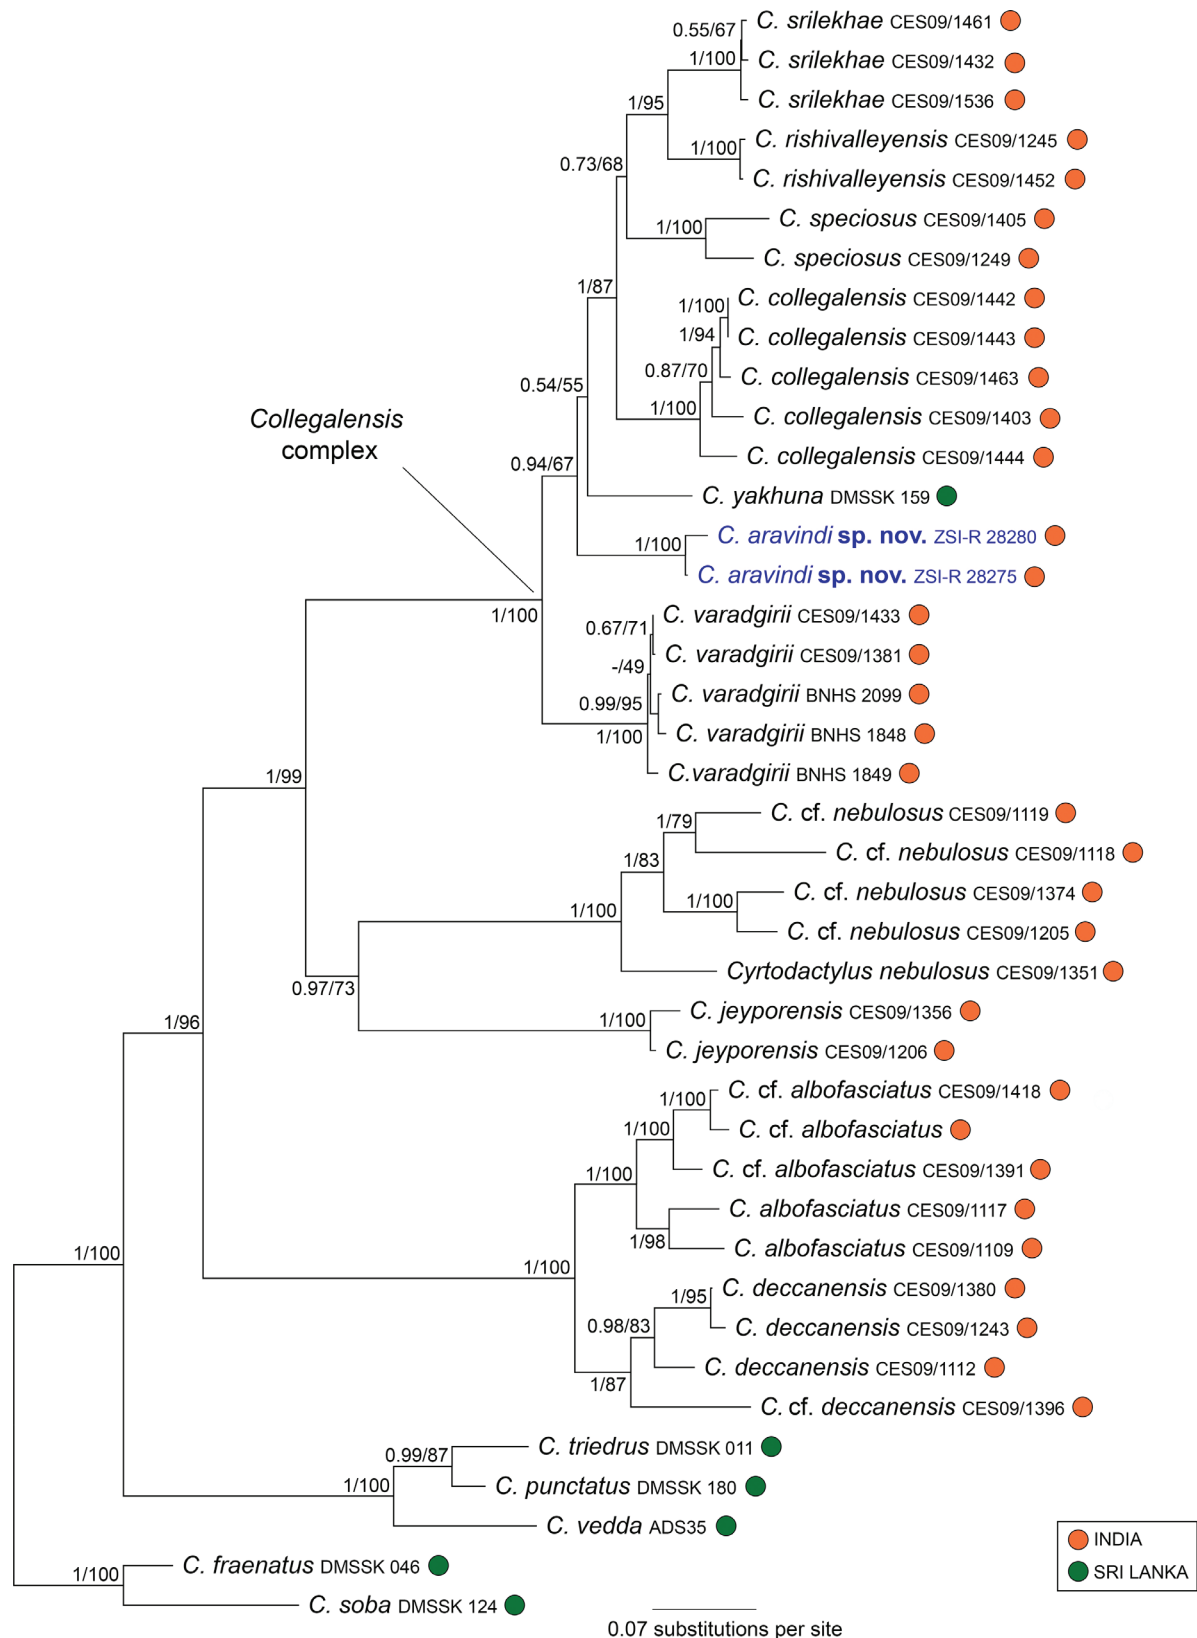 0.55/67
C. srilekhae CES09/1461
1/100
C. srilekhae CES09/1432
C. srilekhae CES09/1536
1/95
C. rishivalleyensis CES09/1245
1/100
C. rishivalleyensis CES09/1452
0.73/68
C. speciosus CES09/1405
1/100
C. speciosus CES09/1249
1/87
C. collegalensis CES09/1442
1/100
C. collegalensis CES09/1443
1/94
C. collegalensis CES09/1463
0.87/70
C. collegalensis CES09/1403
1/100
C. collegalensis CES09/1444
0.54/55
Collegalensis
complex
0.94/67
C. yakhuna DMSSK 159
C. aravindi sp. nov. ZSI-R 28280
1/100
C. aravindi sp. nov. ZSI-R 28275
1/100
C. varadgirii CES09/1433
0.67/71
C. varadgirii CES09/1381
-/49
C. varadgirii BNHS 2099
0.99/95
C. varadgirii BNHS 1848
1/100
C.varadgirii BNHS 1849
1/99
C. cf. nebulosus CES09/1119
1/79
C. cf. nebulosus CES09/1118
1/83
C. cf. nebulosus CES09/1374
1/100
C. cf. nebulosus CES09/1205
1/100
Cyrtodactylus nebulosus CES09/1351
0.97/73
C. jeyporensis CES09/1356
1/100
C. jeyporensis CES09/1206
1/96
C. cf. albofasciatus CES09/1418
1/100
C. cf. albofasciatus
1/100
C. cf. albofasciatus CES09/1391
1/100
C. albofasciatus CES09/1117
1/98
C. albofasciatus CES09/1109
1/100
1/100
C. deccanensis CES09/1380
1/95
C. deccanensis CES09/1243
0.98/83
C. deccanensis CES09/1112
1/87
C. cf. deccanensis CES09/1396
C. triedrus DMSSK 011
0.99/87
C. punctatus DMSSK 180
1/100
C. vedda ADS35
C. fraenatus DMSSK 046
1/100
C. soba DMSSK 124
INDIA
SRI LANKA
0.07 substitutions per site